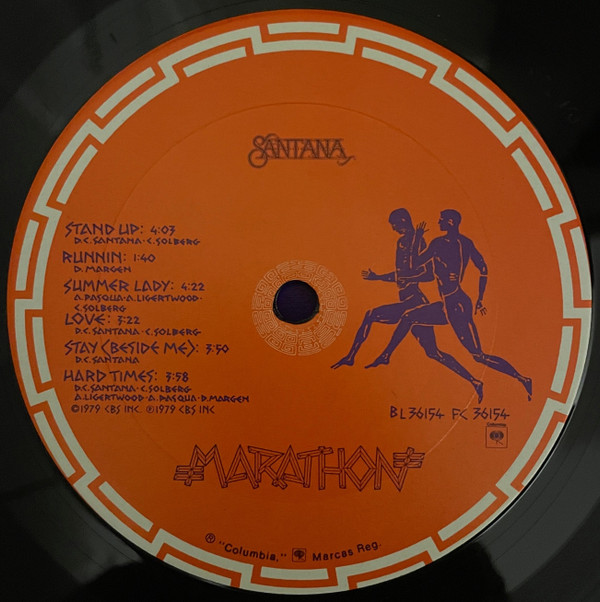 SANTANA
STAND UP: 4:03
D.C. SANTANA · C. SOLBERG
RUNNIN: 1:40
D. MARGEN
SUMMER LADY: 4:22
A. PASQUA · A. LIGERTWOOD ·
C. SOLBERG
LOVE: 3:22
D.C. SANTANA · C. SOLBERG
STAY (BESIDE ME): 3:50
D.C. SANTANA
HARD TIMES: 3:58
D.C. SANTANA · C. SOLBERG
A. LIGERTWOOD · A. PASQUA · D. MARGEN
©1979 CBS INC. ℗1979 CBS INC
BL 36154 FC 36154
Columbia
MARATHON
® "Columbia," Marcas Reg.